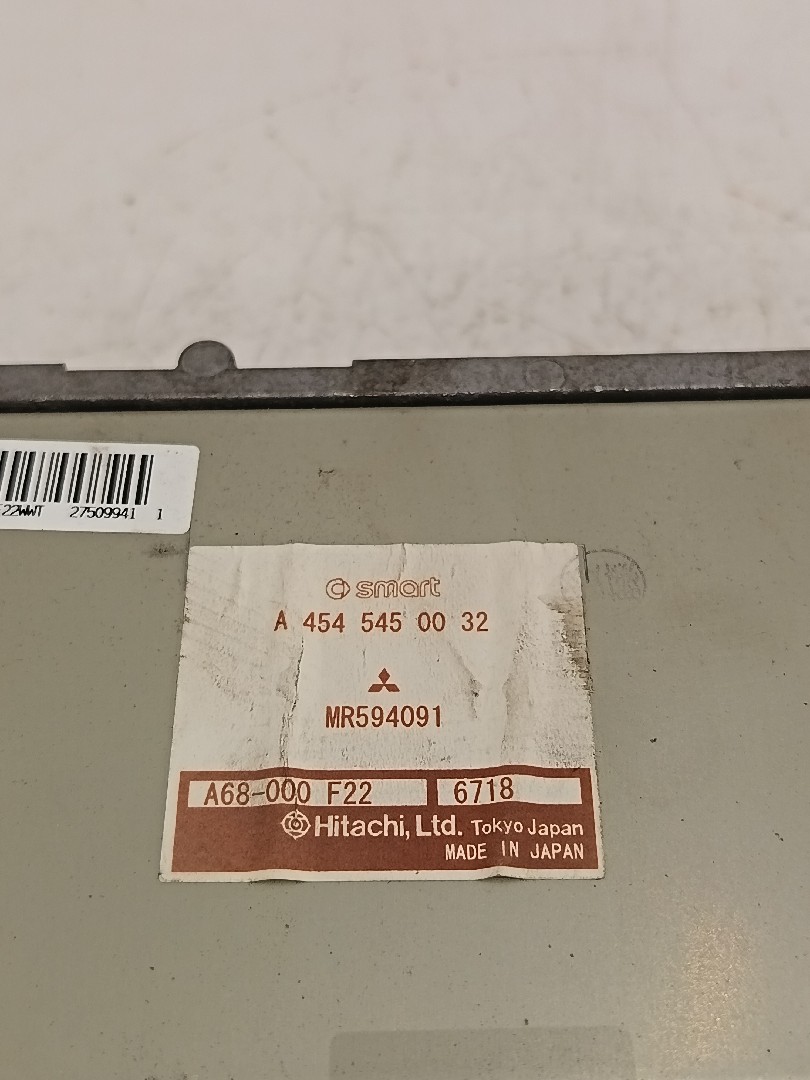 22WWT 27509941 1
smart
A 454 545 00 32
MR594091
A68-000 F22 6718
Hitachi, Ltd. Tokyo Japan
MADE IN JAPAN